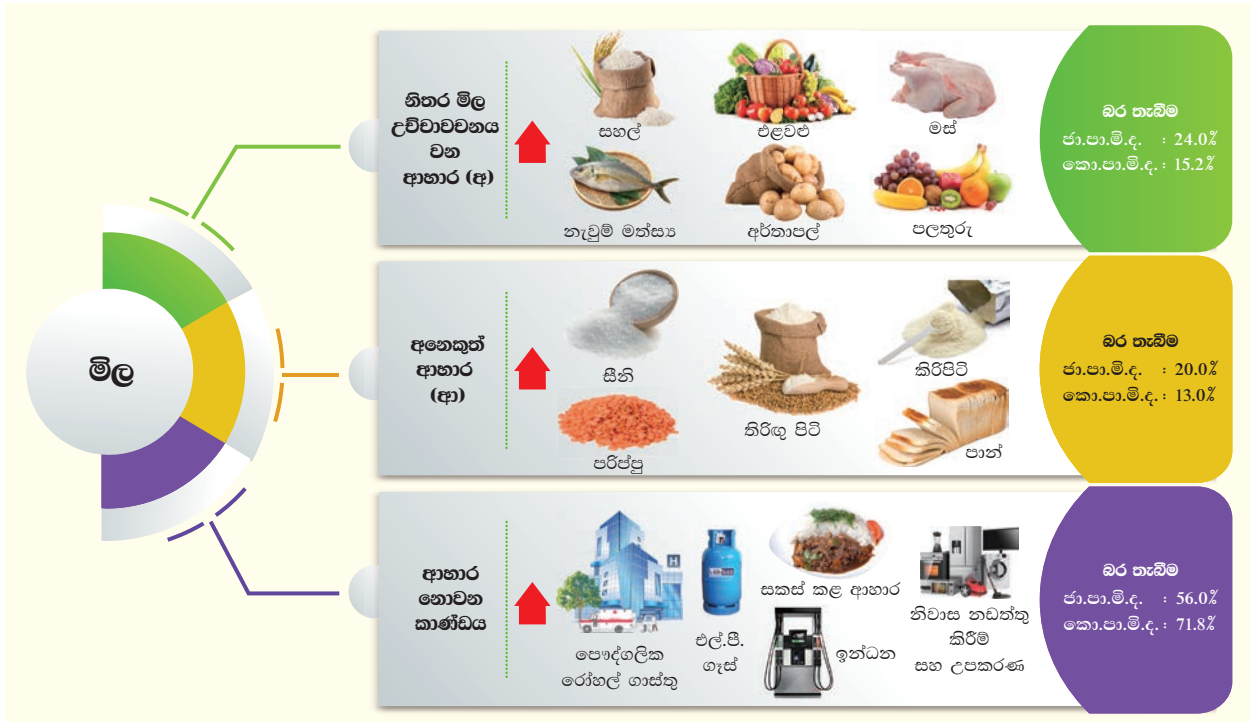 මිල
නිතර මිල
උච්චාවචනය
වන
ආහාර (අ)
සහල්
එළවළු
මස්
නැවුම් මත්ස්‍ය
අර්තාපල්
පලතුරු
බර තැබීම
ජා.පා.මි.ද. : 24.0%
කො.පා.මි.ද. : 15.2%
අනෙකුත්
ආහාර
(ආ)
සීනි
තිරිඟු පිටි
කිරිපිටි
පරිප්පු
පාන්
බර තැබීම
ජා.පා.මි.ද. : 20.0%
කො.පා.මි.ද. : 13.0%
ආහාර
නොවන
කාණ්ඩය
පෞද්ගලික
රෝහල් ගාස්තු
H
එල්.පී.
ගෑස්
සකස් කළ ආහාර
ඉන්ධන
නිවාස නඩත්තු
කිරීම්
සහ උපකරණ
බර තැබීම
ජා.පා.මි.ද. : 56.0%
කො.පා.මි.ද. : 71.8%